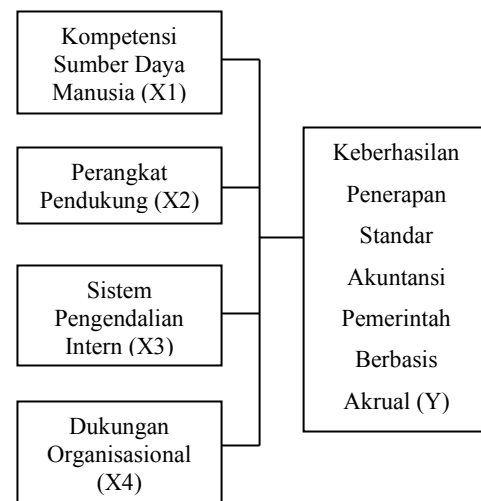 Kompetensi
Sumber Daya
Manusia (X1)
Perangkat
Pendukung (X2)
Sistem
Pengendalian
Intern (X3)
Dukungan
Organisasional
(X4)
Keberhasilan
Penerapan
Standar
Akuntansi
Pemerintah
Berbasis
Akrual (Y)